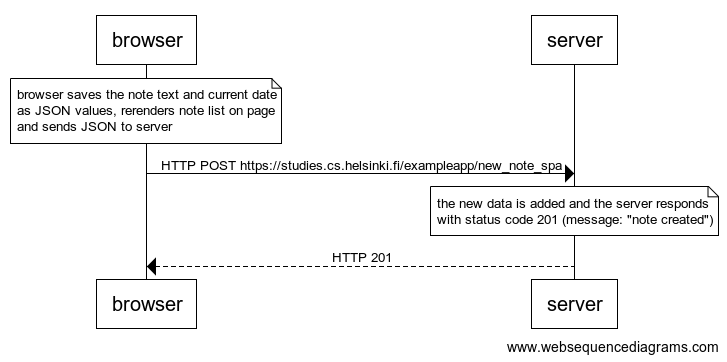 browser
server
browser saves the note text and current date
as JSON values, rerenders note list on page
and sends JSON to server
HTTP POST https://studies.cs.helsinki.fi/exampleapp/new_note_spa
the new data is added and the server responds
with status code 201 (message: "note created")
HTTP 201
browser
server
www.websequencediagrams.com